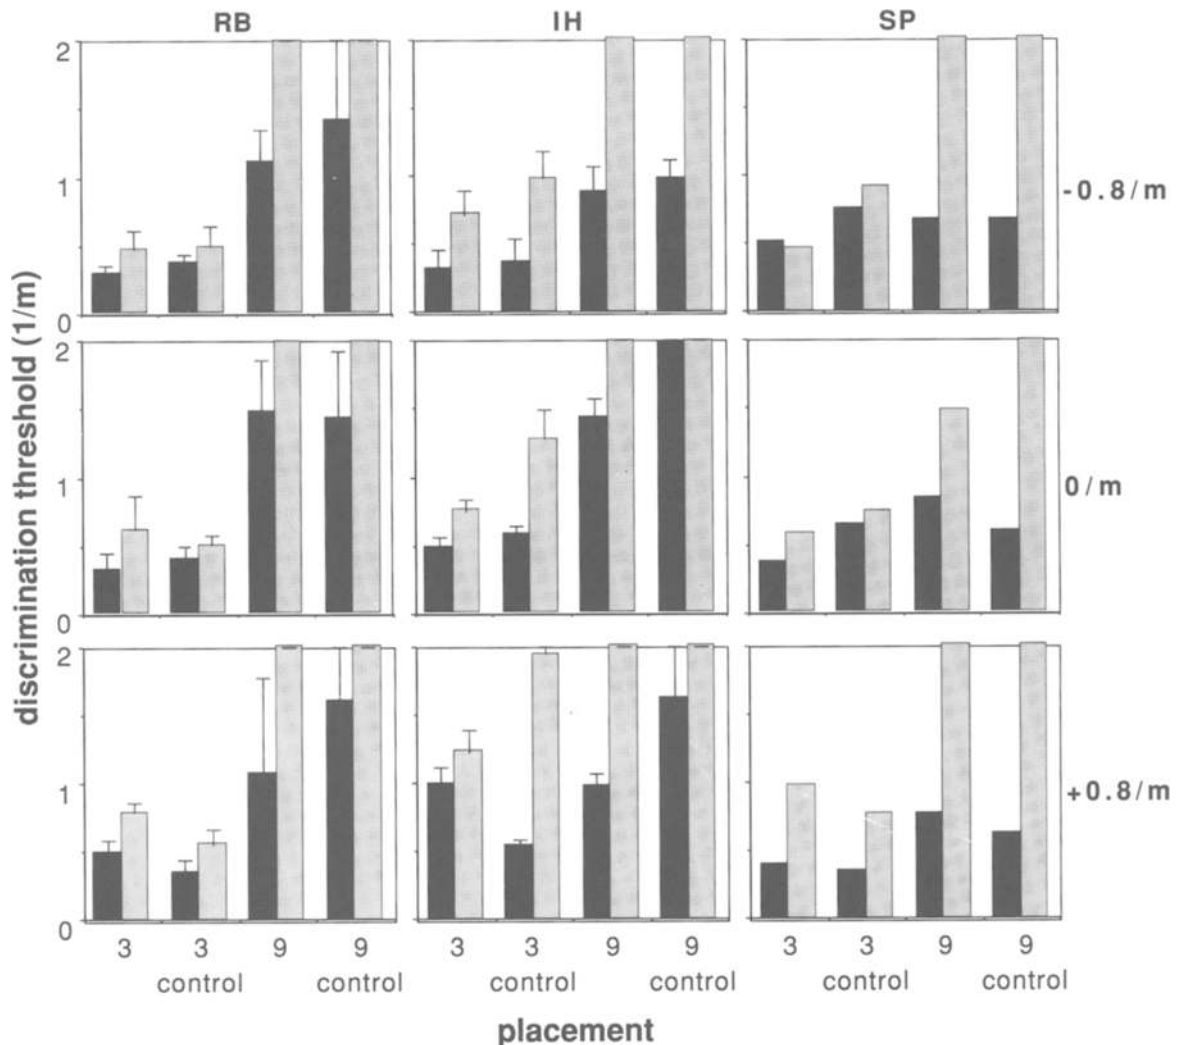 RB IH SP
2
1
0
-0.8/m
2
1
0
0/m
2
1
0
+0.8/m
discrimination threshold (1/m)
3 3 9 9 3 3 9 9 3 3 9 9
control control control control control control
placement